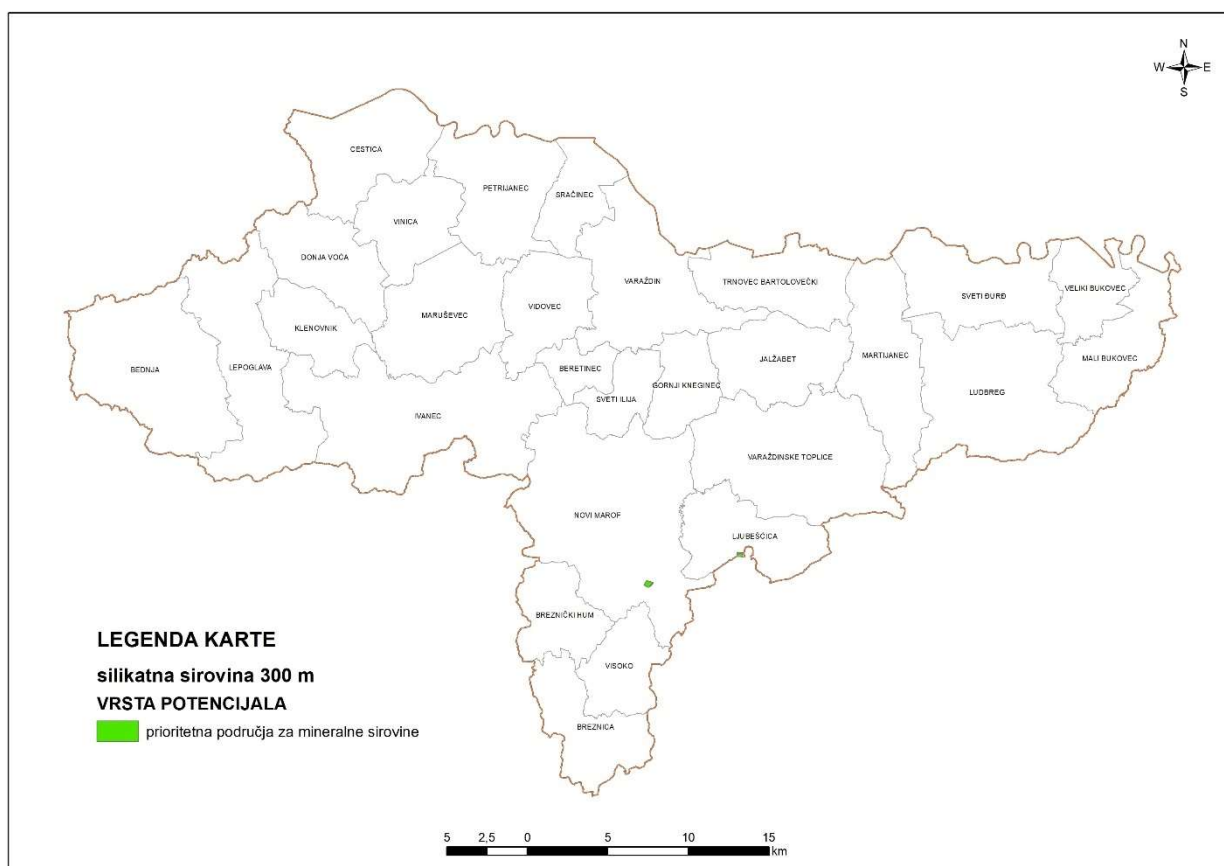 N
W E
S
CESTICA
PETRIJANEC
SRAČINEC
VINICA
DONJA VOĆA
VARAŽDIN
TRNOVEC BARTOLOVEČKI
SVETI ĐURĐ
VELIKI BUKOVEC
VIDOVEC
MARUŠEVEC
KLENOVNIK
MARTIJANEC
MALI BUKOVEC
JALŽABET
BEDNJA
LEPOGLAVA
BERETINEC
GORNJI KNEGINEC
LUDBREG
SVETI ILIJA
IVANEC
VARAŽDINSKE TOPLICE
NOVI MAROF
LJUBEŠĆICA
BREZNIČKI HUM
VISOKO
BREZNICA
LEGENDA KARTE
silikatna sirovina 300 m
VRSTA POTENCIJALA
prioritetna područja za mineralne sirovine
5 2,5 0 5 10 15
km